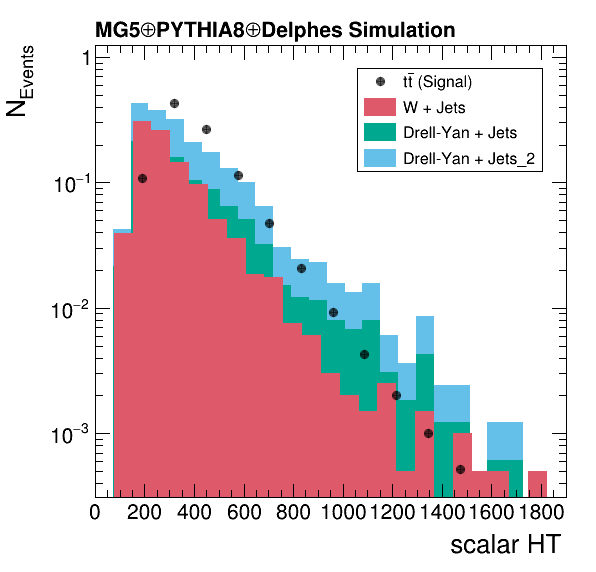 MG5⊕PYTHIA8⊕Delphes Simulation
N_Events
1
10⁻¹
10⁻²
10⁻³
tt̄ (Signal)
W + Jets
Drell-Yan + Jets
Drell-Yan + Jets_2
0 200 400 600 800 1000 1200 1400 1600 1800
scalar HT